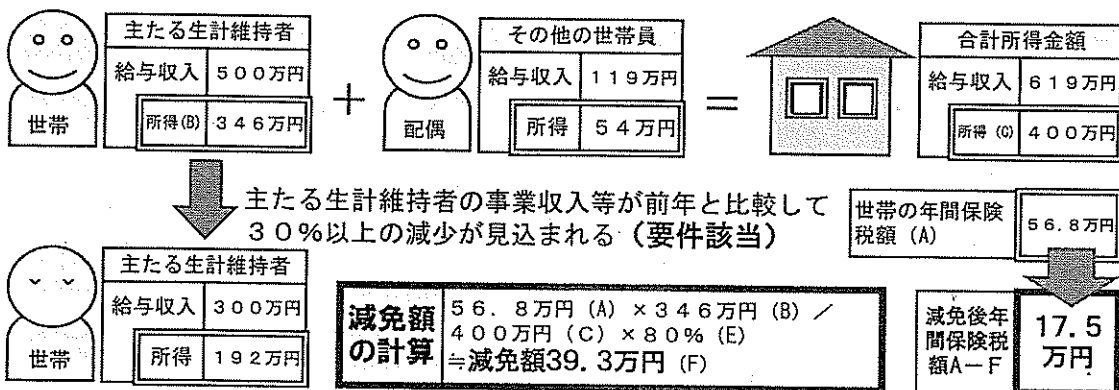 主たる生計維持者
給与収入 500万円
所得(B) 346万円
世帯
+
その他の世帯員
給与収入 119万円
所得 54万円
配偶
=
合計所得金額
給与収入 619万円
所得(C) 400万円
主たる生計維持者の事業収入等が前年と比較して
30%以上の減少が見込まれる(要件該当)
世帯の年間保険
税額(A)
56.8万円
主たる生計維持者
給与収入 300万円
所得 192万円
世帯
減免額
の計算
56.8万円(A)×346万円(B)/
400万円(C)×80%(E)
≒減免額39.3万円(F)
減免後年
間保険税
額A-F
17.5
万円